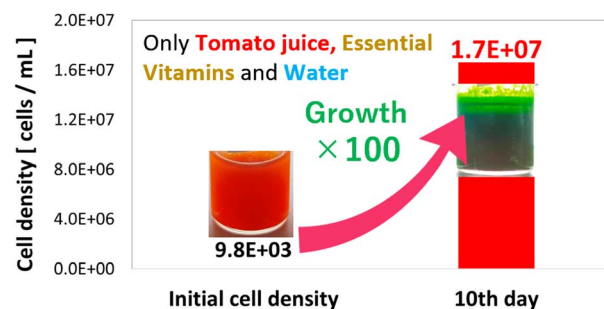 2.0E+07
1.6E+07
1.2E+07
8.0E+06
4.0E+06
0.0E+00
Cell density [ cells / mL ]
Only Tomato juice, Essential
Vitamins and Water
1.7E+07
Growth
×100
9.8E+03
Initial cell density
10th day